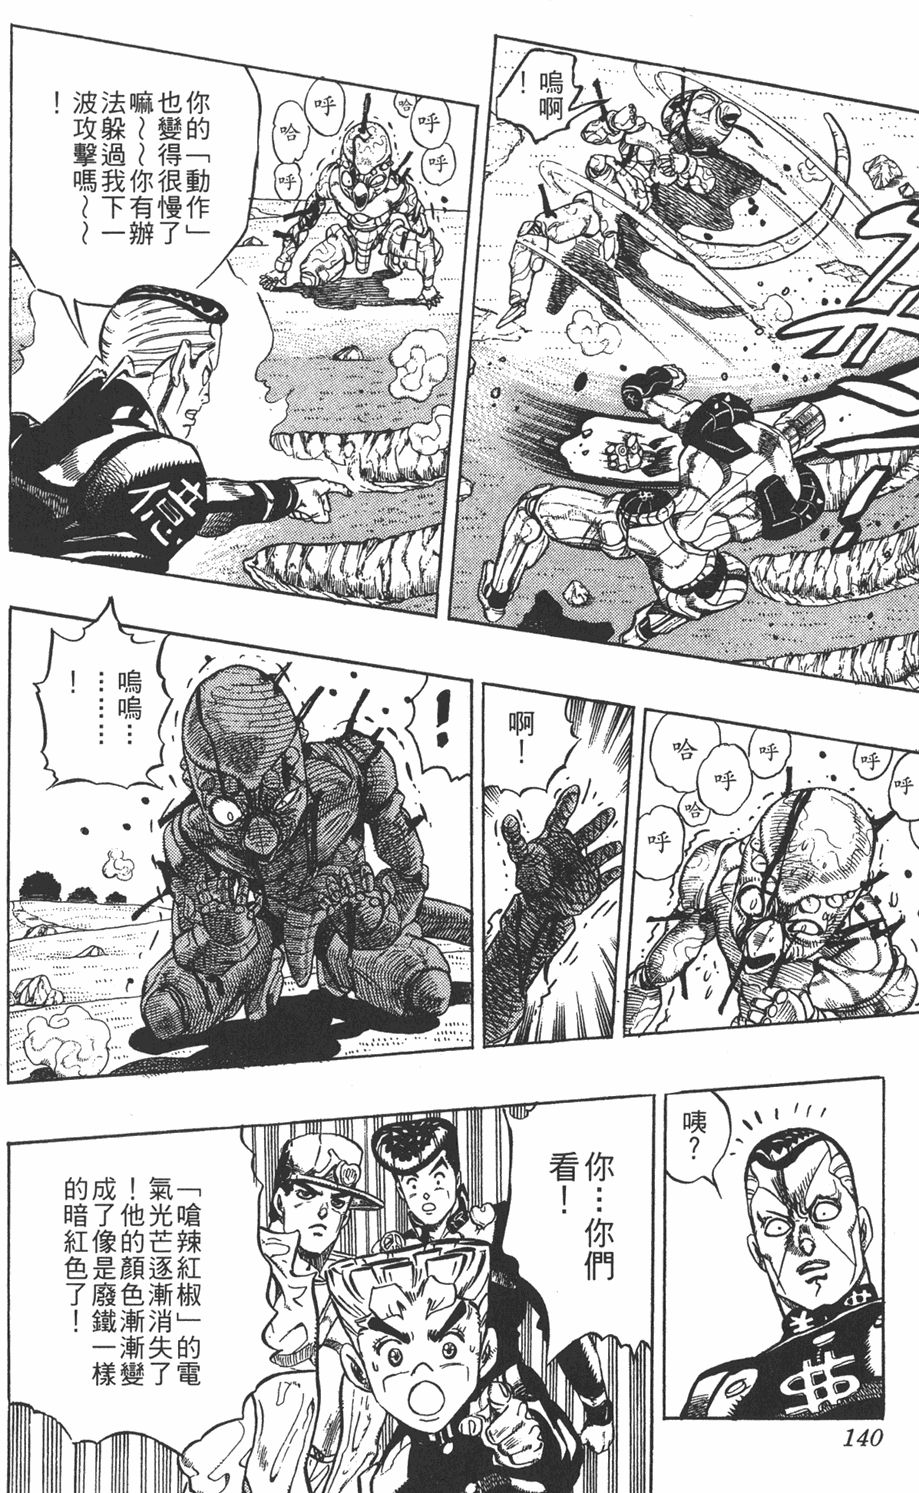 嗚啊
！
呼
哈
呼
呼
哈
呼
你的「動作」
也變得很慢了
嘛～～你有辦
法躲過我下一
波攻擊嗎～～
！
億
呼
呼
呼
呼
哈
哈
呼
啊！
！
嗚嗚…
………
！
咦？
你…你們
看！
「嗆辣紅椒」的電
氣光芒逐漸消失了
！他的顏色漸漸變
成了像是廢鐵一樣
的暗紅色了！
140